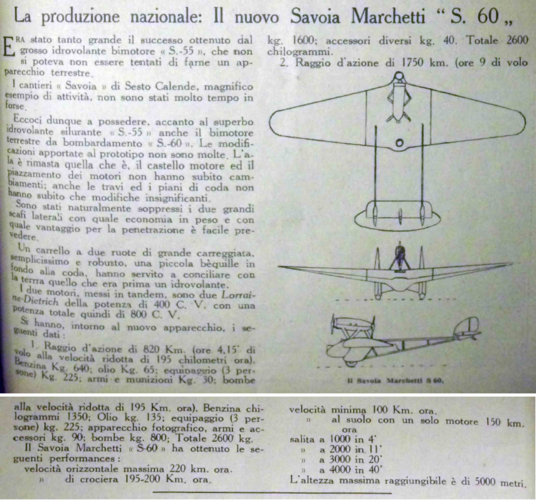 La produzione nazionale: Il nuovo Savoia Marchetti “ S. 60 „
ERA stato tanto grande il successo ottenuto dal
grosso idrovolante bimotore « S.-55 », che non
si poteva non essere tentati di farne un ap-
parecchio terrestre.
I cantieri « Savoia » di Sesto Calende, magnifico
esempio di attività, non sono stati molto tempo in
forse.
Eccoci dunque a possedere, accanto al superbo
idrovolante silurante « S.-55 » anche il bimotore
terrestre da bombardamento « S.-60 ». Le modifi-
cazioni apportate al prototipo non sono molte. L'a-
la è rimasta quella che è, il castello motore ed il
piazzamento dei motori non hanno subito cam-
biamenti; anche le travi ed i piani di coda non
hanno subito che modifiche insignificanti.
Sono stati naturalmente soppressi i due grandi
scafi laterali con quale economia in peso e con
quale vantaggio per la penetrazione è facile pre-
vedere.
Un carrello a due ruote di grande carreggiata,
semplicissimo e robusto, una piccola bèquille in
fondo alla coda, hanno servito a conciliare con
la terra quello che era prima un idrovolante.
I due motori, messi in tandem, sono due Lorrai-
ne-Dietrich della potenza di 400 C. V. con una
potenza totale quindi di 800 C. V.
Si hanno, intorno al nuovo apparecchio, i se-
guenti dati :
1. Raggio d'azione di 820 Km. (ore 4,15' di
volo alla velocità ridotta di 195 chilometri ora).
Benzina Kg. 640; olio Kg. 65; equipaggio (3 per-
sone) Kg. 225; armi e munizioni Kg. 30; bombe
kg. 1600; accessori diversi kg. 40. Totale 2600
chilogrammi.
2. Raggio d'azione di 1750 km. (ore 9 di volo
Il Savoia Marchetti S 60.
alla velocità ridotta di 195 Km. ora). Benzina chi-
logrammi 1350; Olio kg. 135; equipaggio (3 per-
sone) kg. 225; apparecchio fotografico, armi e ac-
cessori kg. 90; bombe kg. 800; Totale 2600 kg.
Il Savoia Marchetti « S-60 » ha ottenuto le se-
guenti performances :
velocità orizzontale massima 220 km. ora.
» di crociera 195-200 Km. ora.
velocità minima 100 Km. ora.
» al suolo con un solo motore 150 km.
ora
salita a 1000 in 4'
» a 2000 in 11'
» a 3000 in 20'
» a 4000 in 40'
L'altezza massima raggiungibile è di 5000 metri.